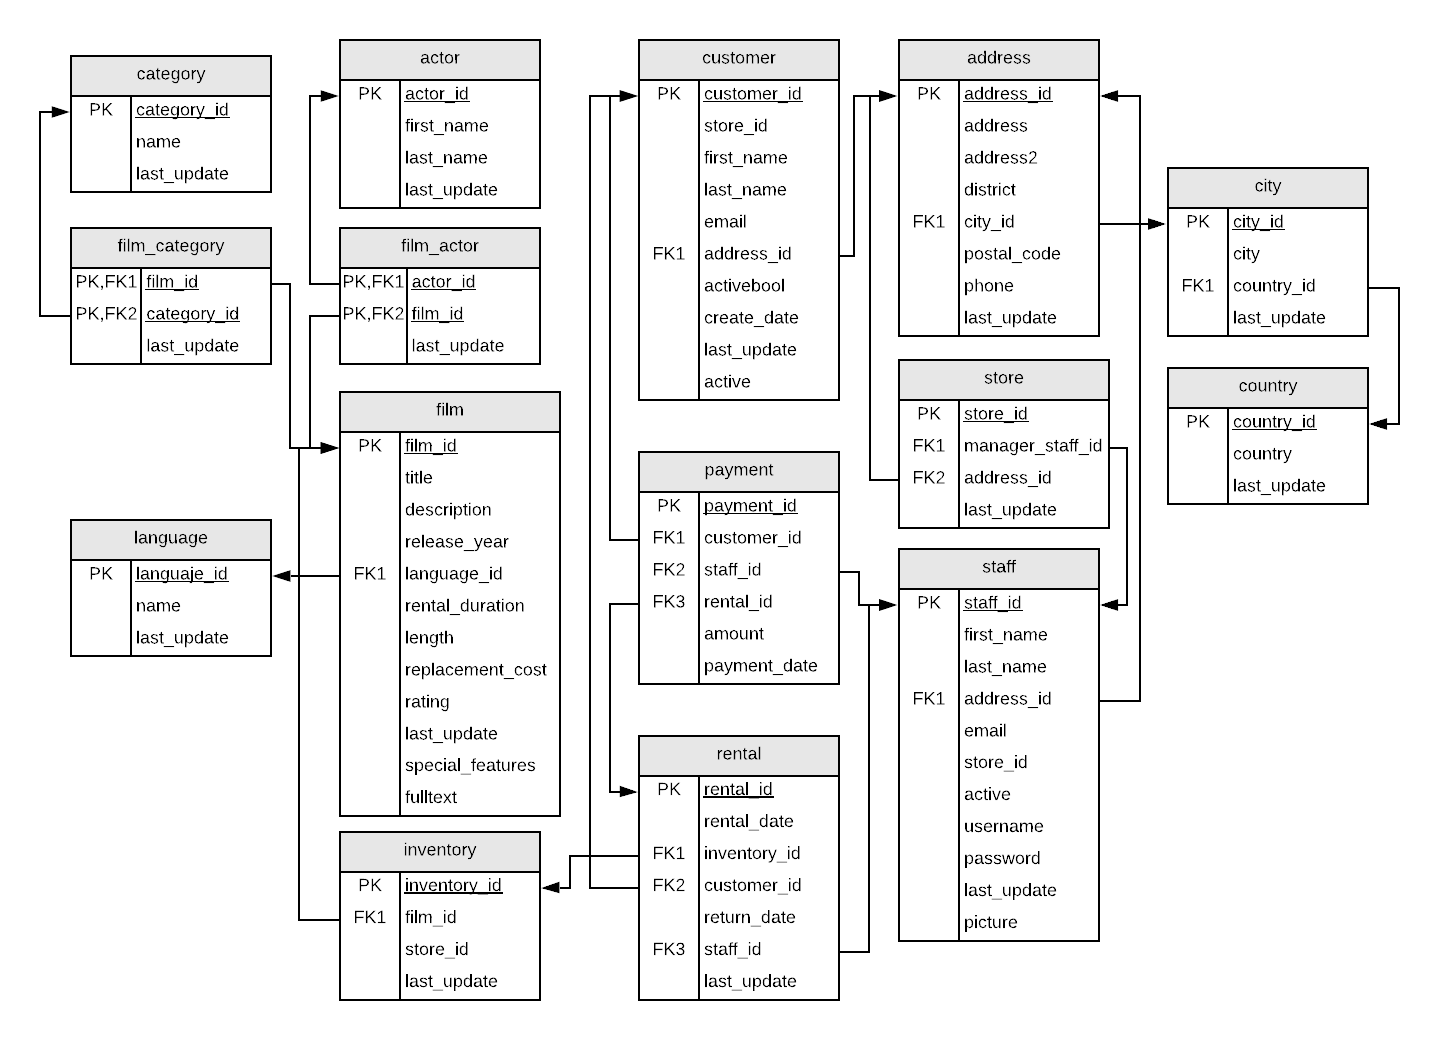 category
PK category_id
name
last_update
film_category
PK,FK1 film_id
PK,FK2 category_id
last_update
language
PK languaje_id
name
last_update
actor
PK actor_id
first_name
last_name
last_update
film_actor
PK,FK1 actor_id
PK,FK2 film_id
last_update
film
PK film_id
title
description
release_year
FK1 language_id
rental_duration
length
replacement_cost
rating
last_update
special_features
fulltext
inventory
PK inventory_id
FK1 film_id
store_id
last_update
customer
PK customer_id
store_id
first_name
last_name
email
FK1 address_id
activebool
create_date
last_update
active
payment
PK payment_id
FK1 customer_id
FK2 staff_id
FK3 rental_id
amount
payment_date
rental
PK rental_id
rental_date
FK1 inventory_id
FK2 customer_id
return_date
FK3 staff_id
last_update
address
PK address_id
address
address2
district
FK1 city_id
postal_code
phone
last_update
store
PK store_id
FK1 manager_staff_id
FK2 address_id
last_update
staff
PK staff_id
first_name
last_name
FK1 address_id
email
store_id
active
username
password
last_update
picture
city
PK city_id
city
FK1 country_id
last_update
country
PK country_id
country
last_update